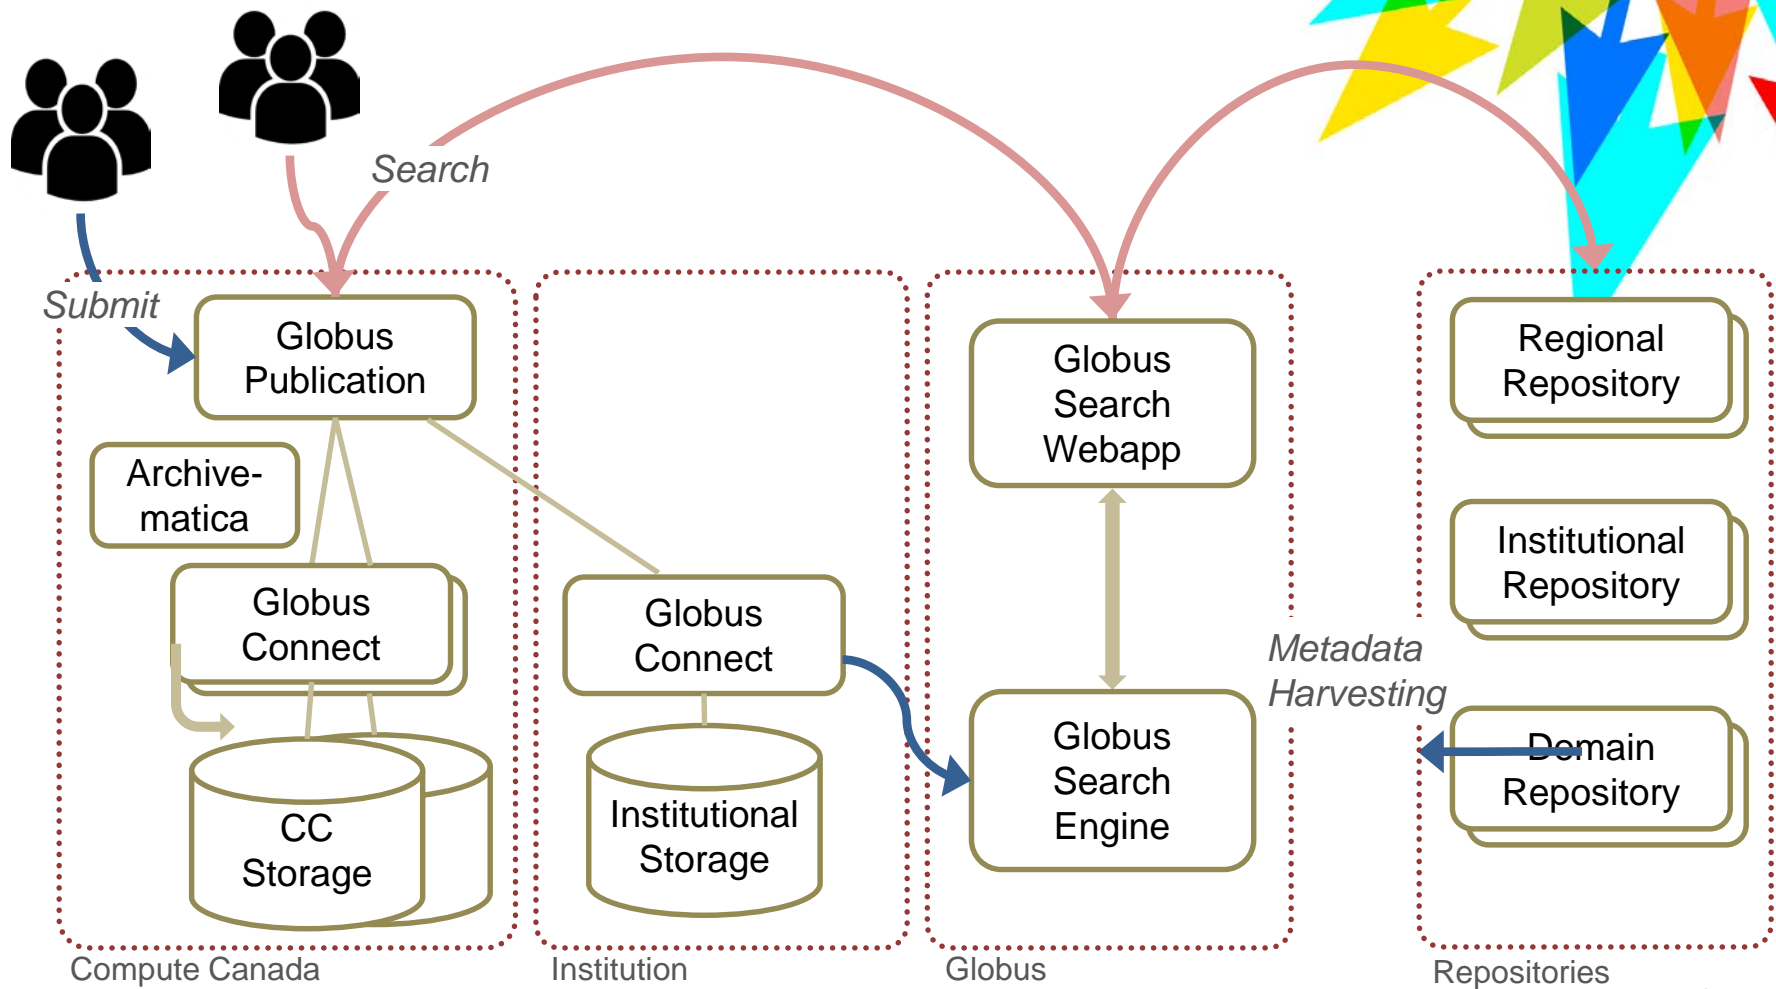 Search
Submit
Globus
Publication
Archive-
matica
Globus
Connect
CC
Storage
Compute Canada
Globus
Connect
Institutional
Storage
Institution
Globus
Search
Webapp
Globus
Search
Engine
Globus
Metadata
Harvesting
Regional
Repository
Institutional
Repository
Domain
Repository
Repositories